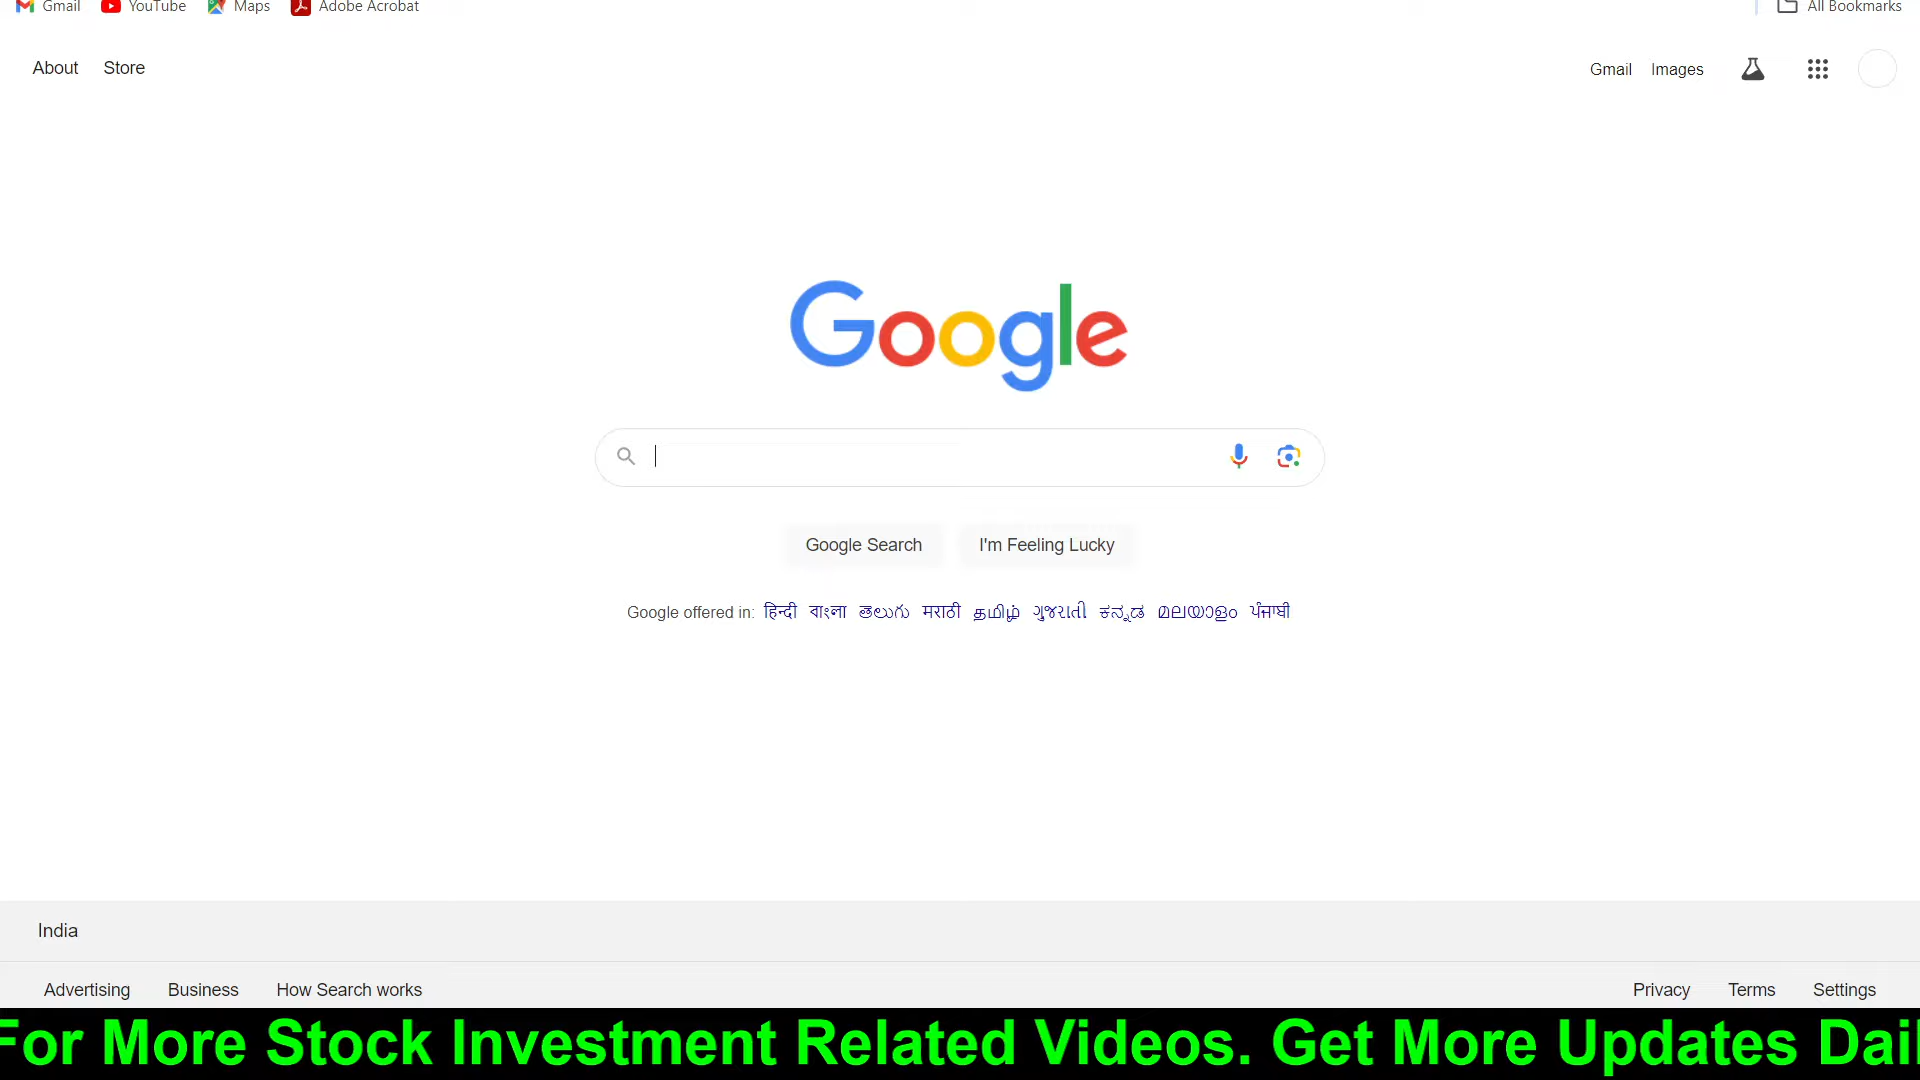 Gmail YouTube Maps Adobe Acrobat All Bookmarks
About Store Gmail Images
Google
Google Search I'm Feeling Lucky
Google offered in: हिन्दी বাংলা తెలుగు मराठी தமிழ் ગુજરાતી ಕನ್ನಡ മലയാളം ਪੰਜਾਬੀ
India
Advertising Business How Search works Privacy Terms Settings
For More Stock Investment Related Videos. Get More Updates Dail